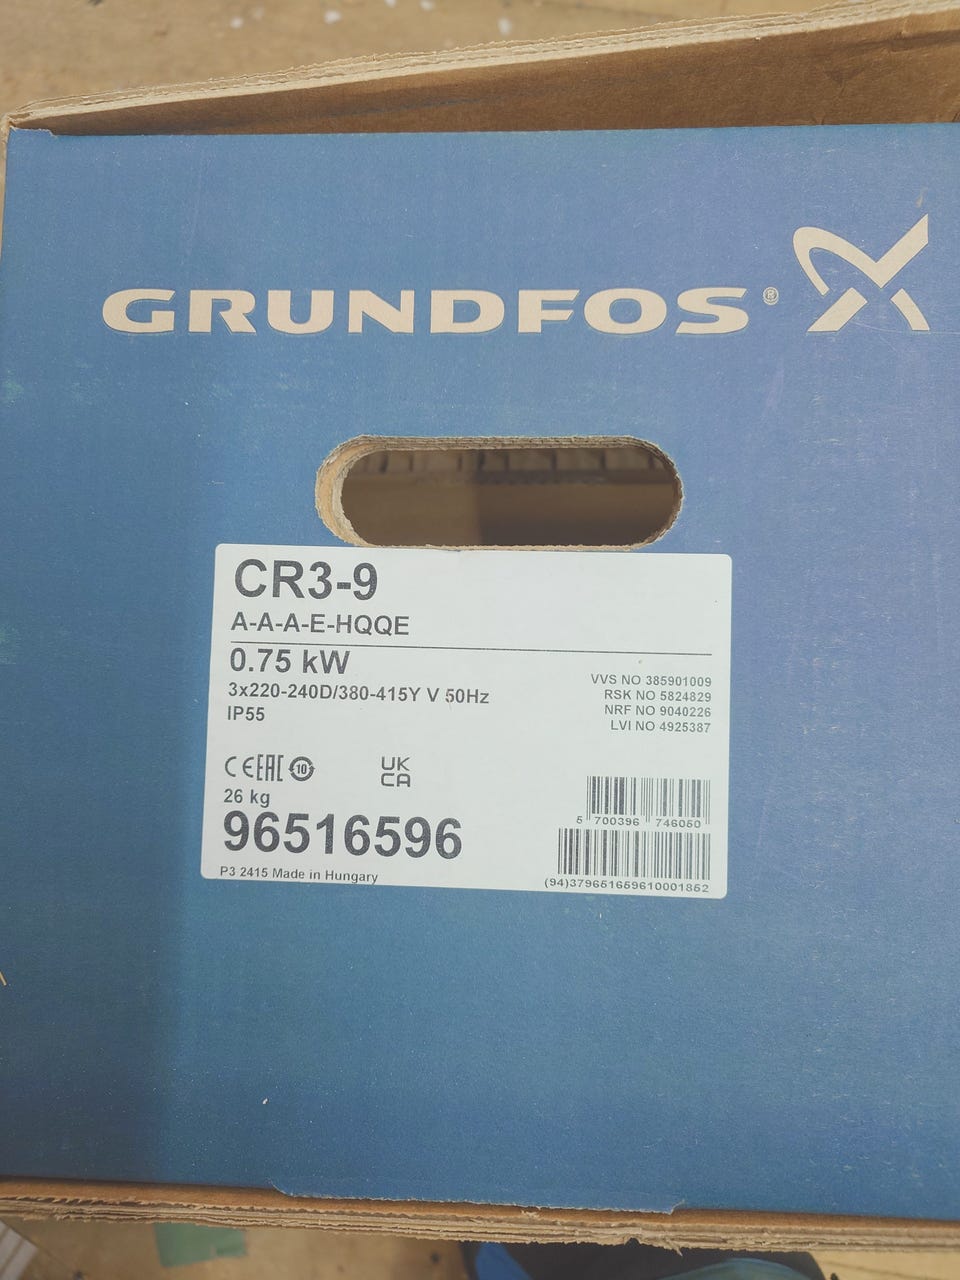 GRUNDFOS®
CR3-9
A-A-A-E-HQQE
0.75 kW
3x220-240D/380-415Y V 50Hz
IP55
VVS NO 385901009
RSK NO 5824829
NRF NO 9040226
LVI NO 4925387
CE EAC 10
UK
CA
26 kg
96516596
P3 2415 Made in Hungary
5 700396 746050
(94)379651659610001852